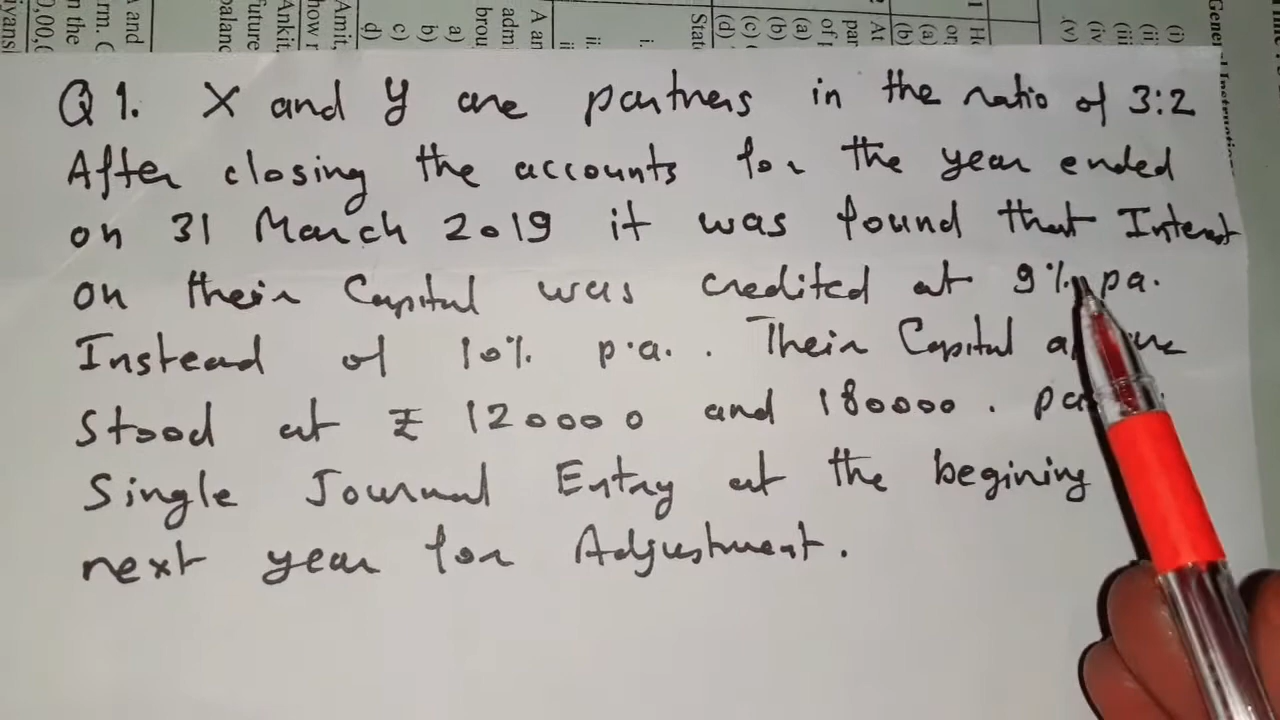 Q1. X and Y are partners in the ratio of 3:2
After closing the accounts for the year ended
on 31 March 2019 it was found that Interest
on their Capital was credited at 9% pa.
Instead of 10% p.a. . Their Capital
Stood at ₹ 120000 and 180000 .
Single Journal Entry at the begining
next year for Adjustment.